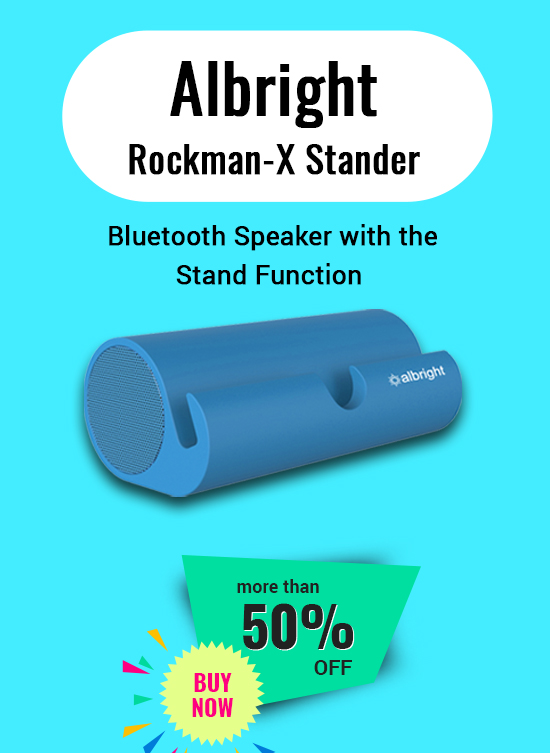 Albright
Rockman-X Stander
Bluetooth Speaker with the
Stand Function
albright
more than
50%
OFF
BUY
NOW